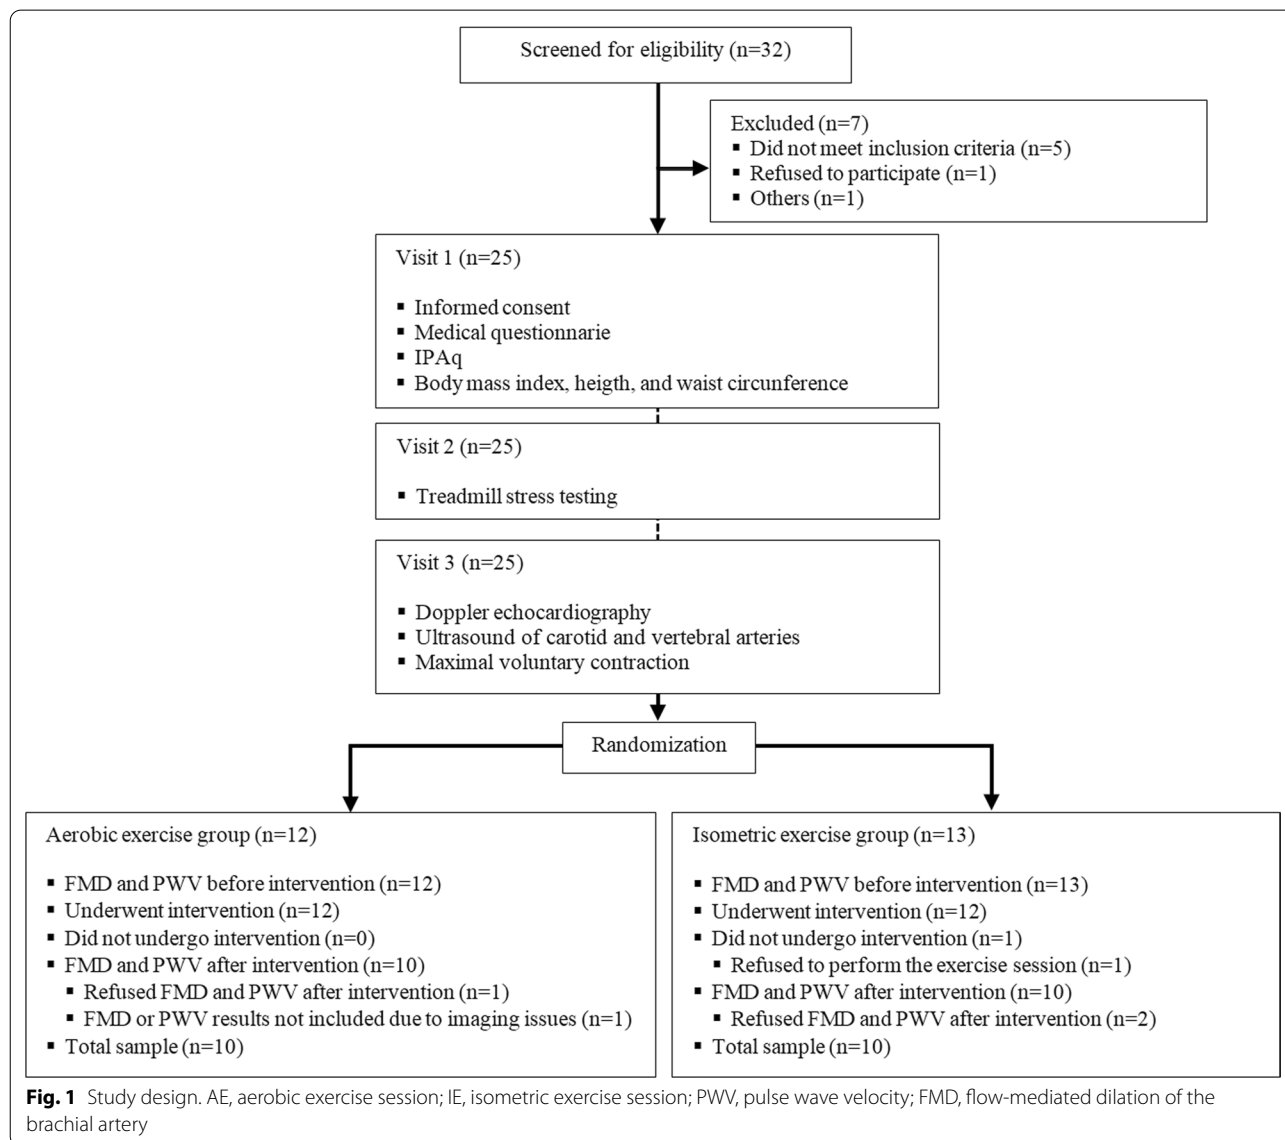 Screened for eligibility (n=32)
Excluded (n=7)
▪ Did not meet inclusion criteria (n=5)
▪ Refused to participate (n=1)
▪ Others (n=1)
Visit 1 (n=25)
▪ Informed consent
▪ Medical questionnarie
▪ IPAq
▪ Body mass index, heigth, and waist circunference
Visit 2 (n=25)
▪ Treadmill stress testing
Visit 3 (n=25)
▪ Doppler echocardiography
▪ Ultrasound of carotid and vertebral arteries
▪ Maximal voluntary contraction
Randomization
Aerobic exercise group (n=12)
▪ FMD and PWV before intervention (n=12)
▪ Underwent intervention (n=12)
▪ Did not undergo intervention (n=0)
▪ FMD and PWV after intervention (n=10)
▪ Refused FMD and PWV after intervention (n=1)
▪ FMD or PWV results not included due to imaging issues (n=1)
▪ Total sample (n=10)
Isometric exercise group (n=13)
▪ FMD and PWV before intervention (n=13)
▪ Underwent intervention (n=12)
▪ Did not undergo intervention (n=1)
▪ Refused to perform the exercise session (n=1)
▪ FMD and PWV after intervention (n=10)
▪ Refused FMD and PWV after intervention (n=2)
▪ Total sample (n=10)
Fig. 1 Study design. AE, aerobic exercise session; IE, isometric exercise session; PWV, pulse wave velocity; FMD, flow-mediated dilation of the
brachial artery